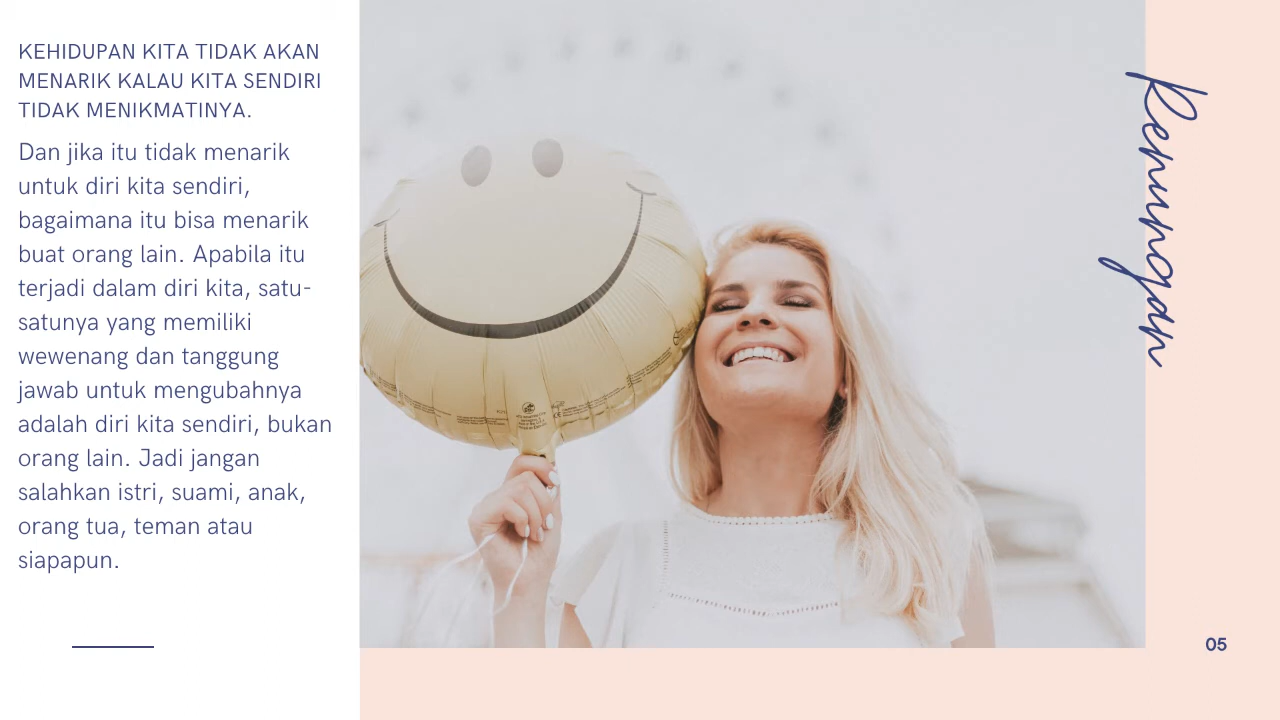 KEHIDUPAN KITA TIDAK AKAN
MENARIK KALAU KITA SENDIRI
TIDAK MENIKMATINYA.
Dan jika itu tidak menarik
untuk diri kita sendiri,
bagaimana itu bisa menarik
buat orang lain. Apabila itu
terjadi dalam diri kita, satu-
satunya yang memiliki
wewenang dan tanggung
jawab untuk mengubahnya
adalah diri kita sendiri, bukan
orang lain. Jadi jangan
salahkan istri, suami, anak,
orang tua, teman atau
siapapun.
Renungan
05